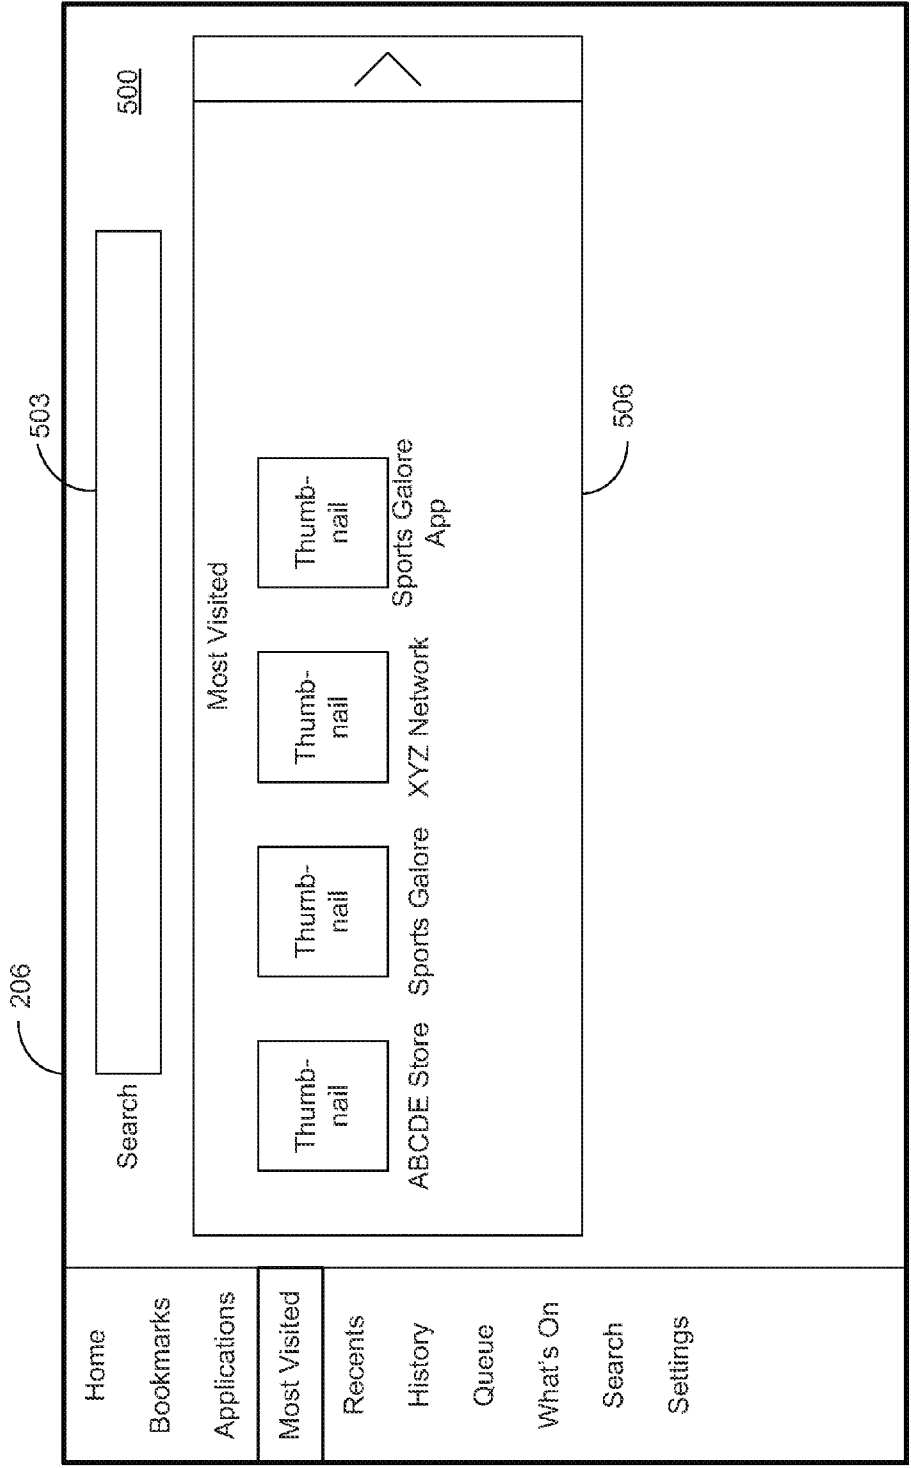 206
503
500
Search
Home
Bookmarks
Applications
Most Visited
Recents
History
Queue
What's On
Search
Settings
Most Visited
Thumb-
nail
ABCDE Store
Thumb-
nail
Sports Galore
Thumb-
nail
XYZ Network
Thumb-
nail
Sports Galore
App
506